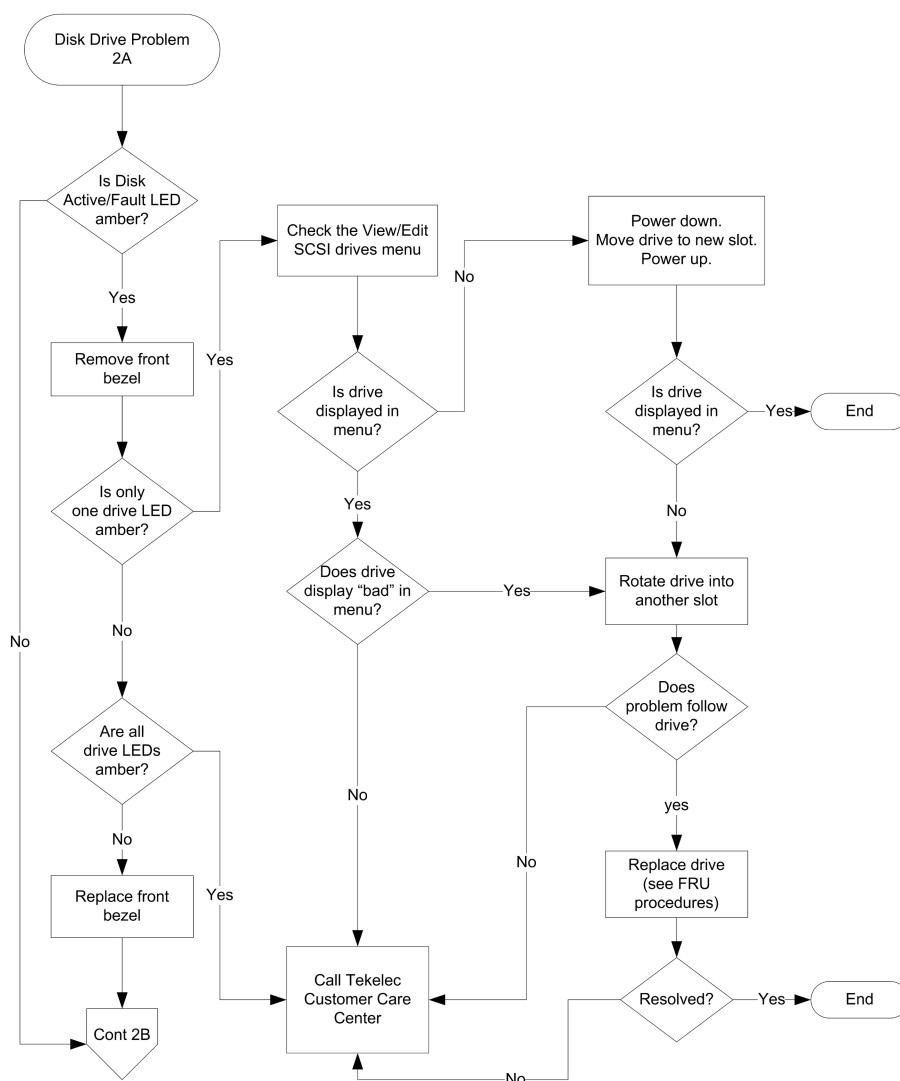 Disk Drive Problem
2A
Is Disk
Active/Fault LED
amber?
Yes
No
Remove front
bezel
Is only
one drive LED
amber?
Yes
No
Are all
drive LEDs
amber?
No
Yes
Replace front
bezel
Cont 2B
Check the View/Edit
SCSI drives menu
Is drive
displayed in
menu?
No
Yes
Does drive
display “bad” in
menu?
Yes
No
Call Tekelec
Customer Care
Center
Power down.
Move drive to new slot.
Power up.
Is drive
displayed in
menu?
Yes
End
No
Rotate drive into
another slot
Does
problem follow
drive?
No
yes
Replace drive
(see FRU
procedures)
Resolved?
Yes
End
No